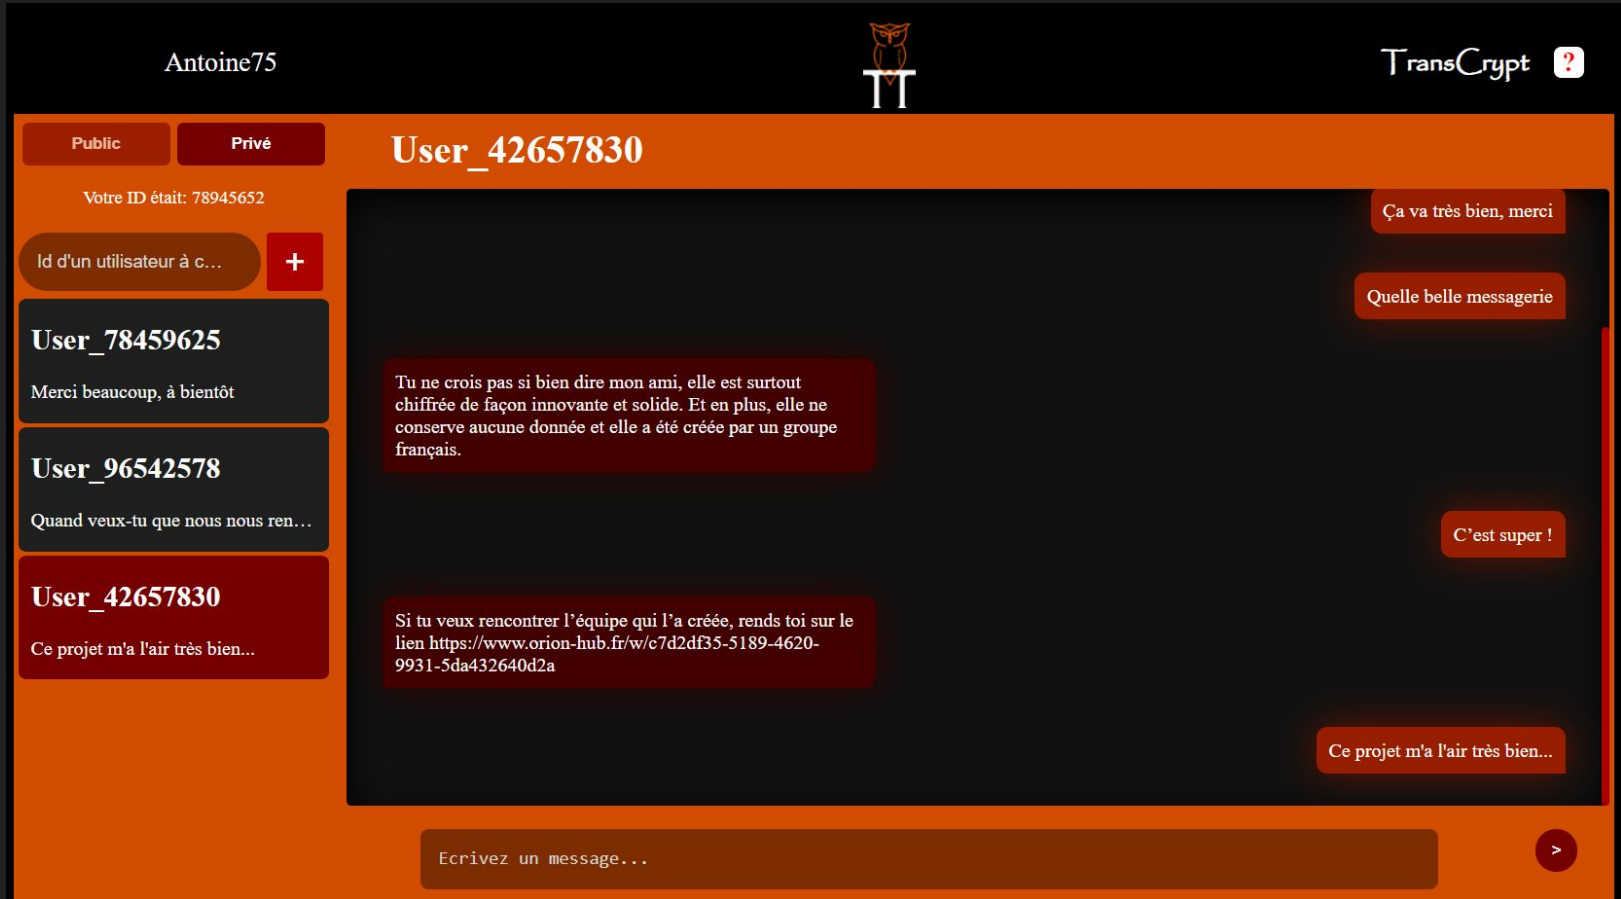 Antoine75
TT
TransCrypt ?
Public Privé
Votre ID était: 78945652
Id d'un utilisateur à c...
+
User_78459625
Merci beaucoup, à bientôt
User_96542578
Quand veux-tu que nous nous ren...
User_42657830
Ce projet m'a l'air très bien...
User_42657830
Ça va très bien, merci
Quelle belle messagerie
Tu ne crois pas si bien dire mon ami, elle est surtout
chiffrée de façon innovante et solide. Et en plus, elle ne
conserve aucune donnée et elle a été créée par un groupe
français.
C’est super !
Si tu veux rencontrer l’équipe qui l’a créée, rends toi sur le
lien https://www.orion-hub.fr/w/c7d2df35-5189-4620-
9931-5da432640d2a
Ce projet m'a l'air très bien...
Ecrivez un message...
>